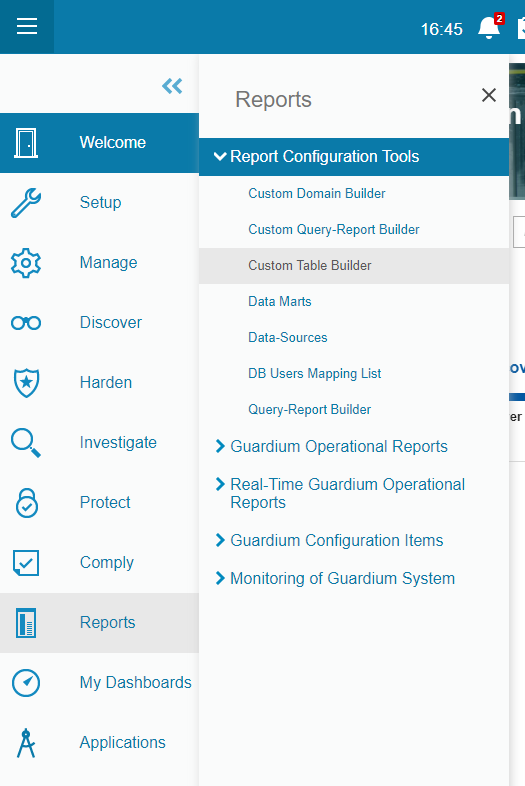 16:45
2
Reports
Welcome
Setup
Manage
Discover
Harden
Investigate
Protect
Comply
Reports
My Dashboards
Applications
Report Configuration Tools
Custom Domain Builder
Custom Query-Report Builder
Custom Table Builder
Data Marts
Data-Sources
DB Users Mapping List
Query-Report Builder
Guardium Operational Reports
Real-Time Guardium Operational
Reports
Guardium Configuration Items
Monitoring of Guardium System